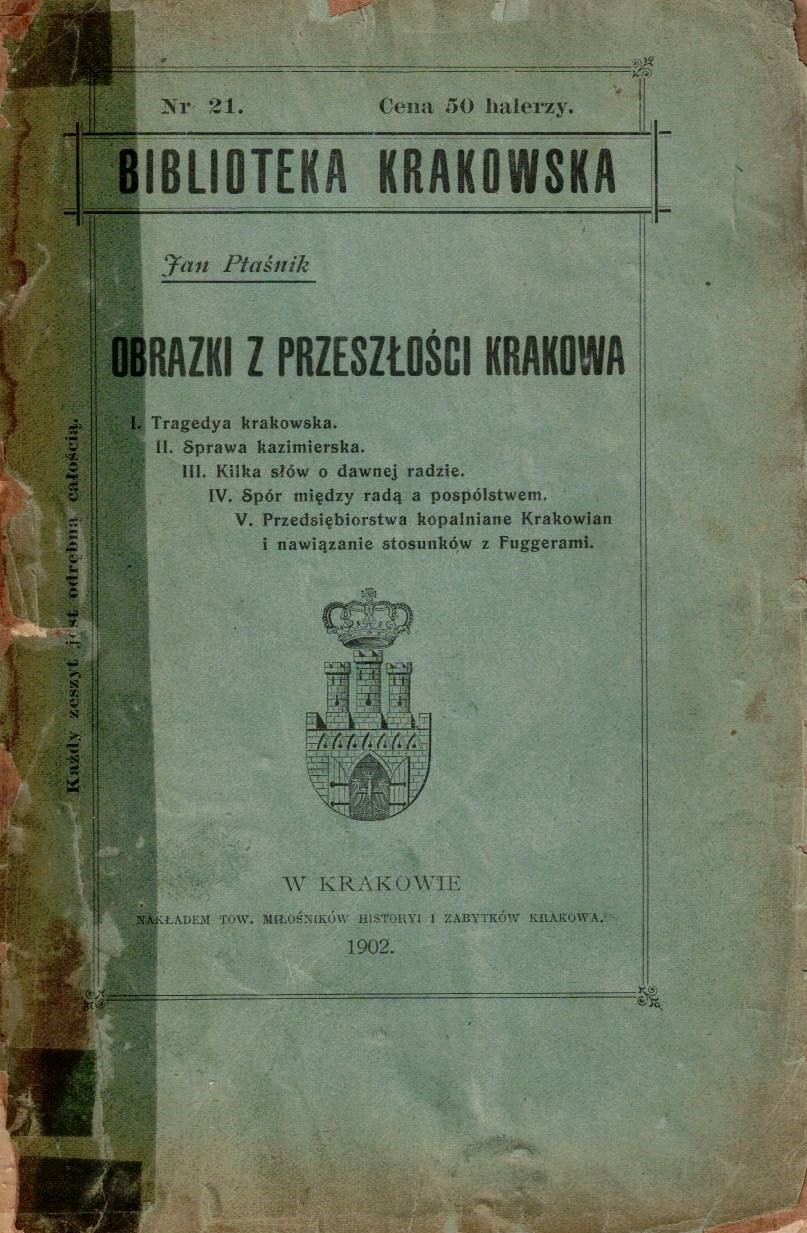 Nr 21. Cena 50 halerzy.
BIBLIOTEKA KRAKOWSKA
Jan Ptaśnik
OBRAZKI Z PRZESZŁOŚCI KRAKOWA
I. Tragedya krakowska.
II. Sprawa kazimierska.
III. Kilka słów o dawnej radzie.
IV. Spór między radą a pospólstwem.
V. Przedsiębiorstwa kopalniane Krakowian
i nawiązanie stosunków z Fuggerami.
Każdy zeszyt jest odrębną całością.
W KRAKOWIE
NAKŁADEM TOW. MIŁOŚNIKÓW HISTORYI I ZABYTKÓW KRAKOWA.
1902.